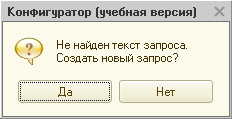 Конфигуратор (учебная версия)
Не найден текст запроса.
Создать новый запрос?
Да
Нет